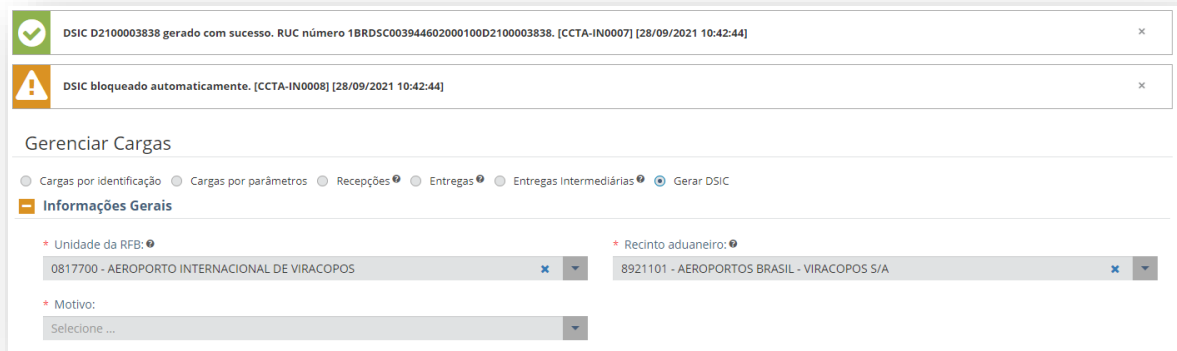 DSIC D2100003838 gerado com sucesso. RUC número 1BRDSC003944602000100D2100003838. [CCTA-IN0007] [28/09/2021 10:42:44] ×
DSIC bloqueado automaticamente. [CCTA-IN0008] [28/09/2021 10:42:44] ×
Gerenciar Cargas
Cargas por identificação Cargas por parâmetros Recepções Entregas Entregas Intermediárias Gerar DSIC
Informações Gerais
* Unidade da RFB: * Recinto aduaneiro:
0817700 - AEROPORTO INTERNACIONAL DE VIRACOPOS 8921101 - AEROPORTOS BRASIL - VIRACOPOS S/A
* Motivo:
Selecione ...